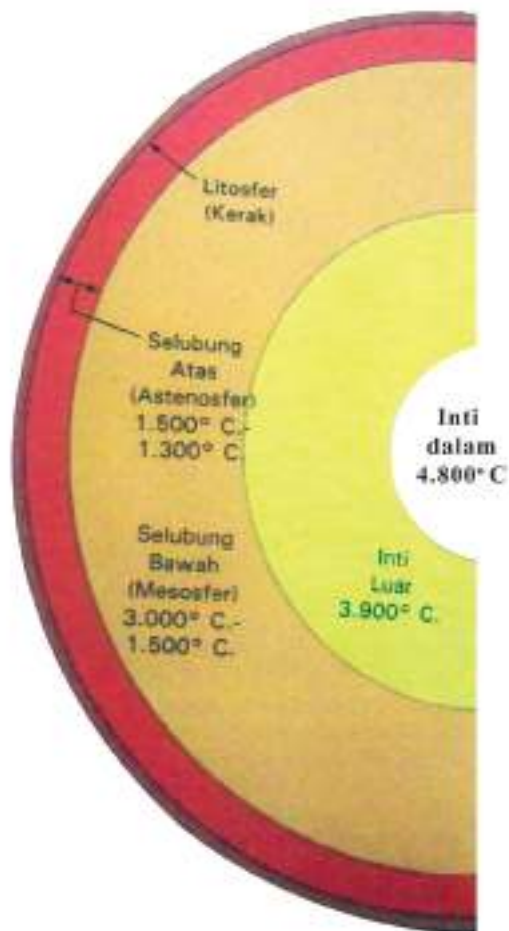 Litosfer
(Kerak)
Selubung
Atas
(Astenosfer)
1.500° C.-
1.300° C.
Inti
dalam
4.800° C
Selubung
Bawah
(Mesosfer)
3.000° C.-
1.500° C.
Inti
Luar
3.900° C.